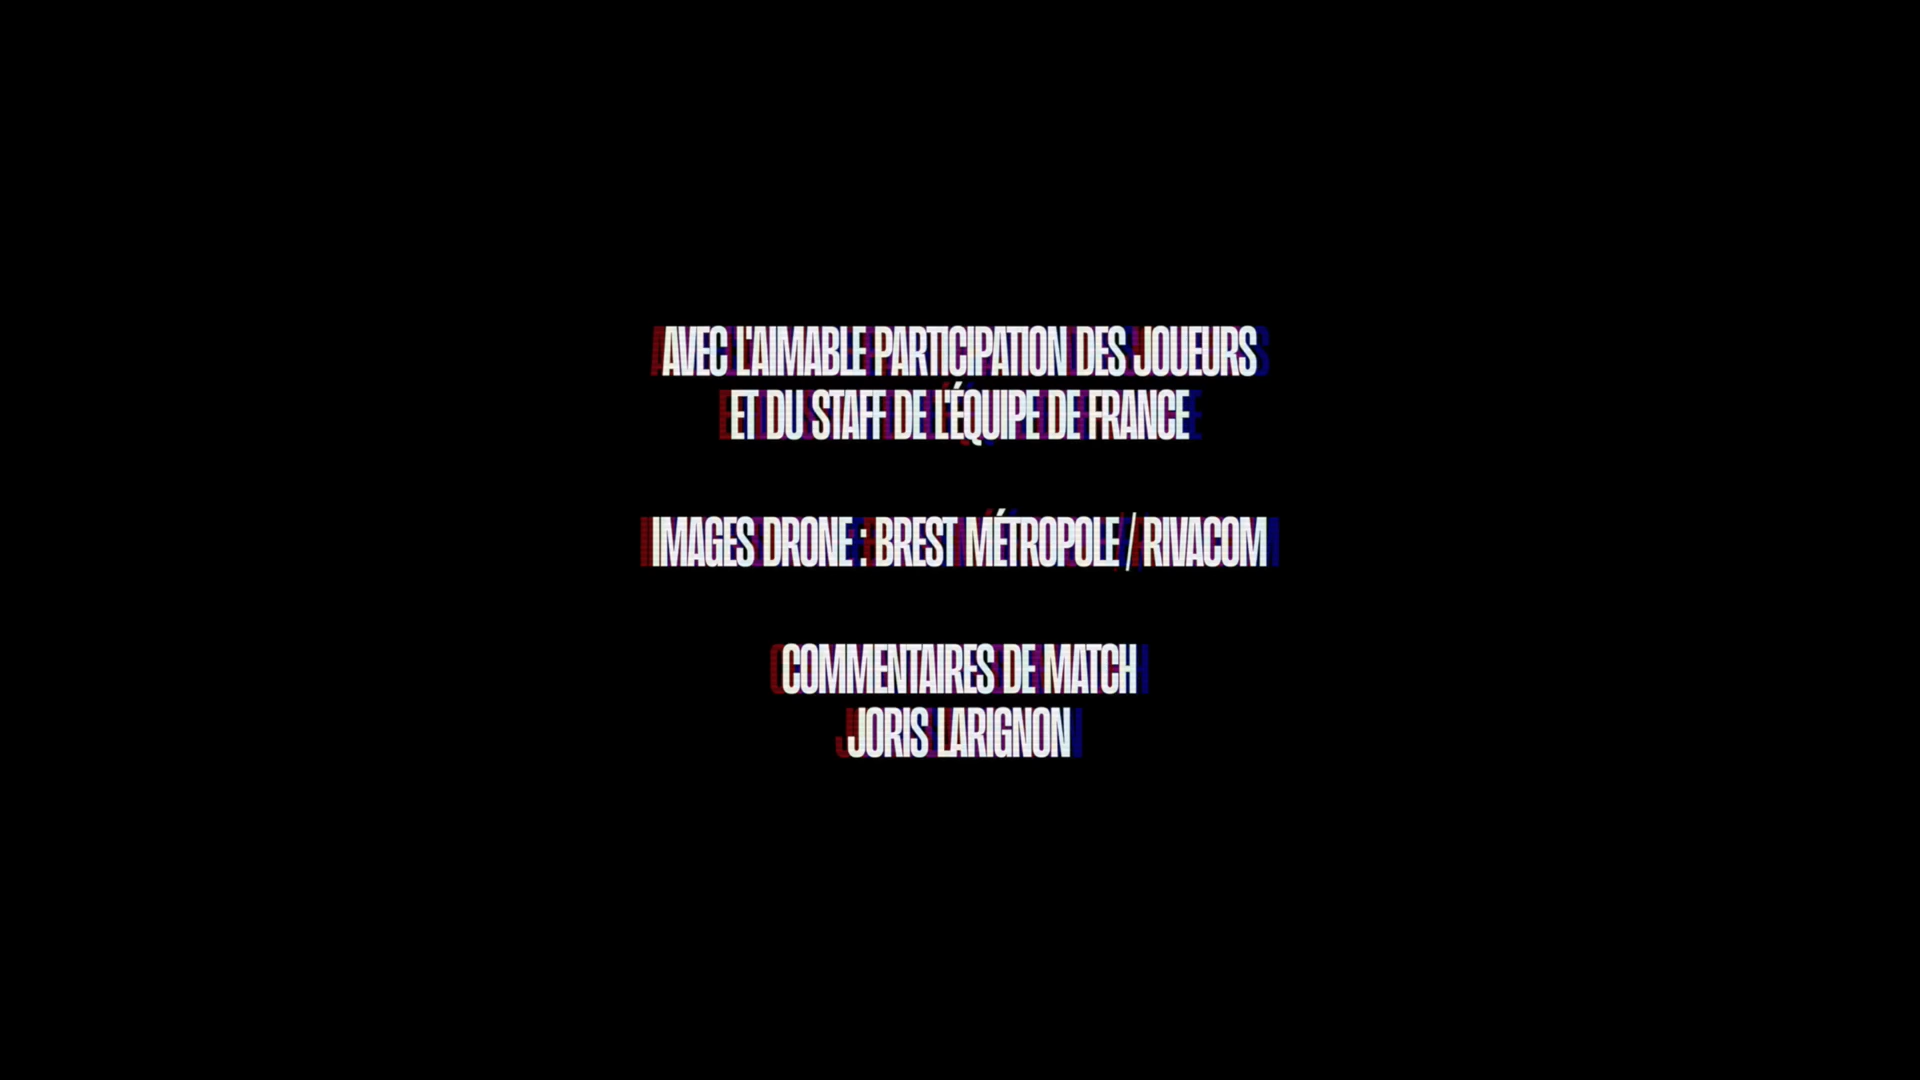 AVEC L'AIMABLE PARTICIPATION DES JOUEURS
ET DU STAFF DE L'ÉQUIPE DE FRANCE
IMAGES DRONE : BREST MÉTROPOLE / RIVACOM
COMMENTAIRES DE MATCH
JORIS LARIGNON